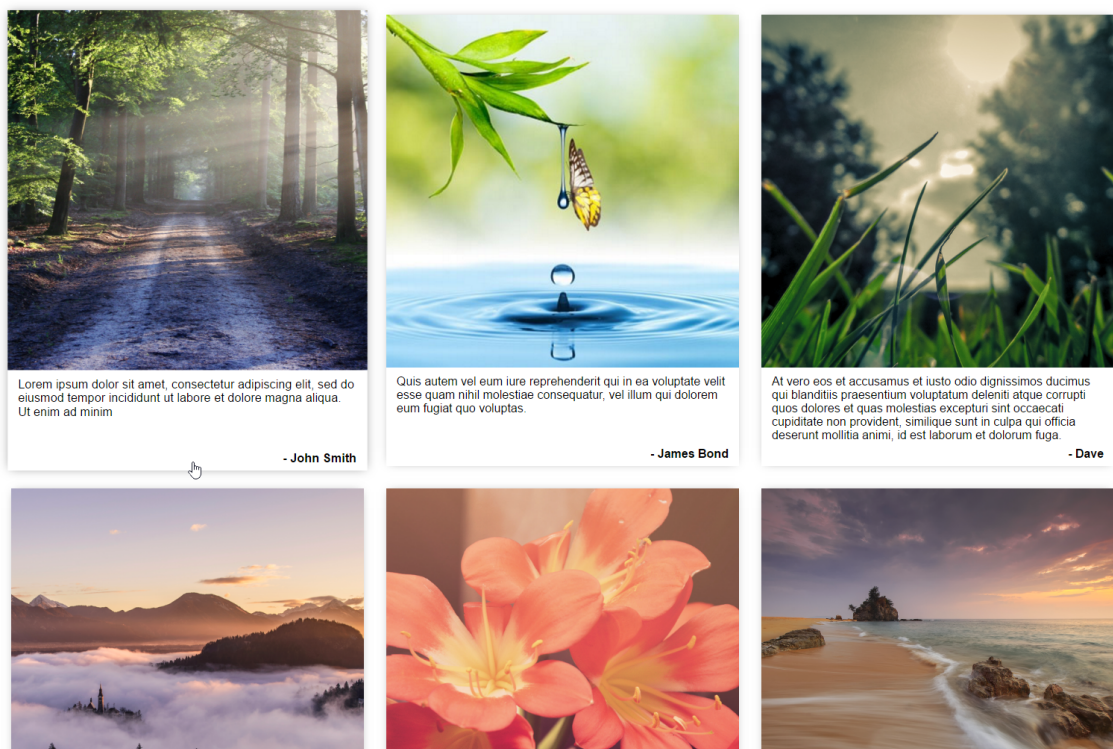 Lorem ipsum dolor sit amet, consectetur adipiscing elit, sed do
eiusmod tempor incididunt ut labore et dolore magna aliqua.
Ut enim ad minim
- John Smith
Quis autem vel eum iure reprehenderit qui in ea voluptate velit
esse quam nihil molestiae consequatur, vel illum qui dolorem
eum fugiat quo voluptas.
- James Bond
At vero eos et accusamus et iusto odio dignissimos ducimus
qui blanditiis praesentium voluptatum deleniti atque corrupti
quos dolores et quas molestias excepturi sint occaecati
cupiditate non provident, similique sunt in culpa qui officia
deserunt mollitia animi, id est laborum et dolorum fuga.
- Dave